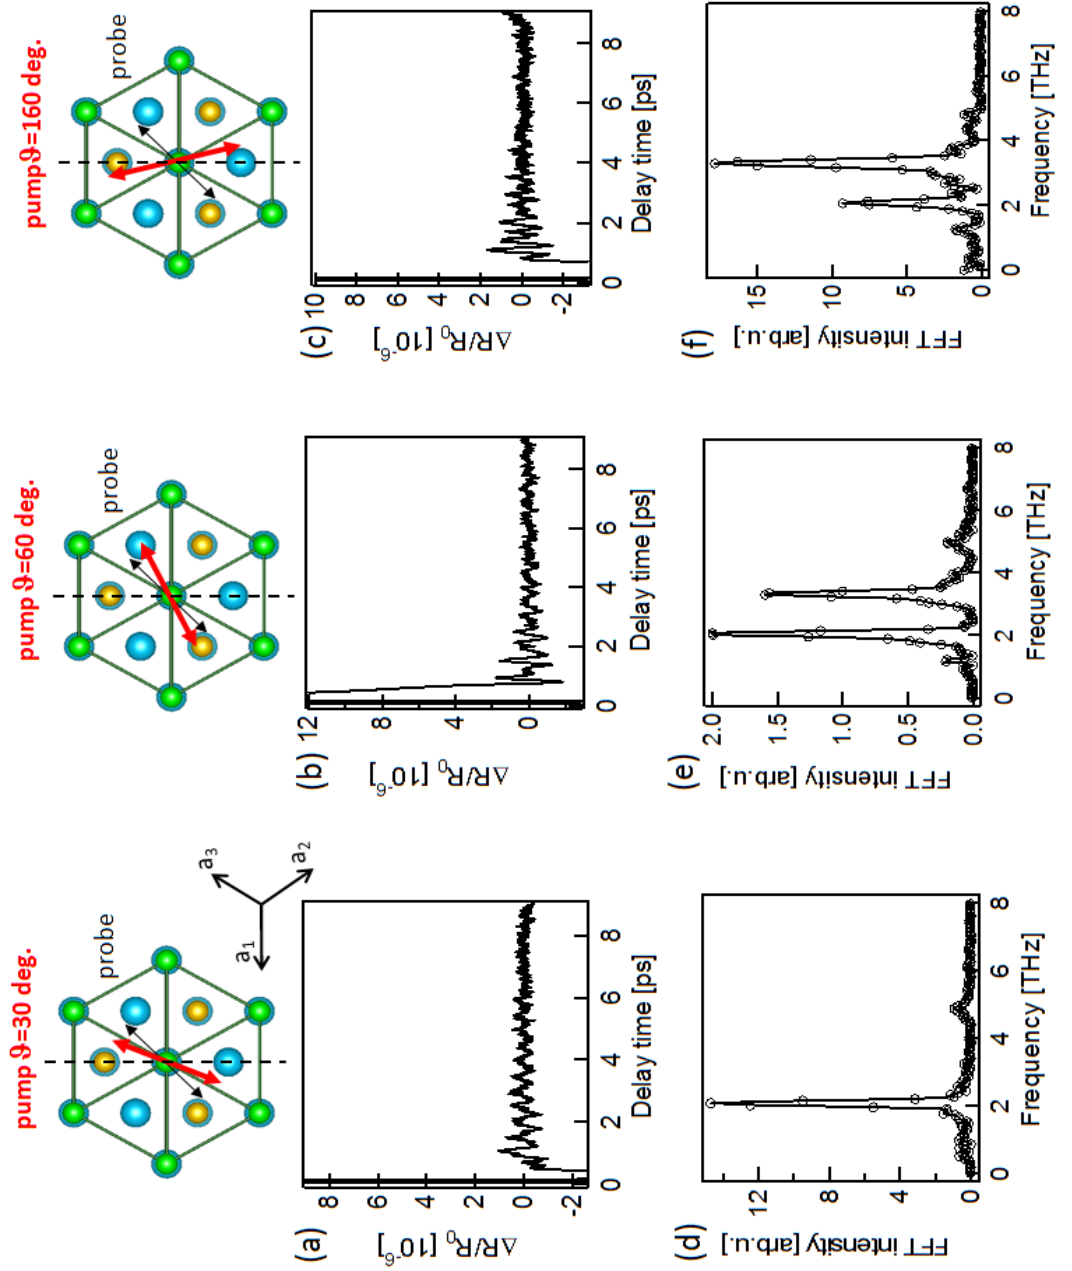 pump ϑ=30 deg.
probe
a1
a2
a3
pump ϑ=60 deg.
probe
pumpϑ=160 deg.
probe
(a)
ΔR/R0 [10-6]
8
6
4
2
0
-2
0
2
4
6
8
Delay time [ps]
(b)
ΔR/R0 [10-6]
12
8
4
0
0
2
4
6
8
Delay time [ps]
(c)
ΔR/R0 [10-6]
10
8
6
4
2
0
-2
0
2
4
6
8
Delay time [ps]
(d)
FFT intensity [arb.u.]
12
8
4
0
0
2
4
6
8
Frequency [THz]
(e)
FFT intensity [arb.u.]
2.0
1.5
1.0
0.5
0.0
0
2
4
6
8
Frequency [THz]
(f)
FFT intensity [arb.u.]
15
10
5
0
0
2
4
6
8
Frequency [THz]